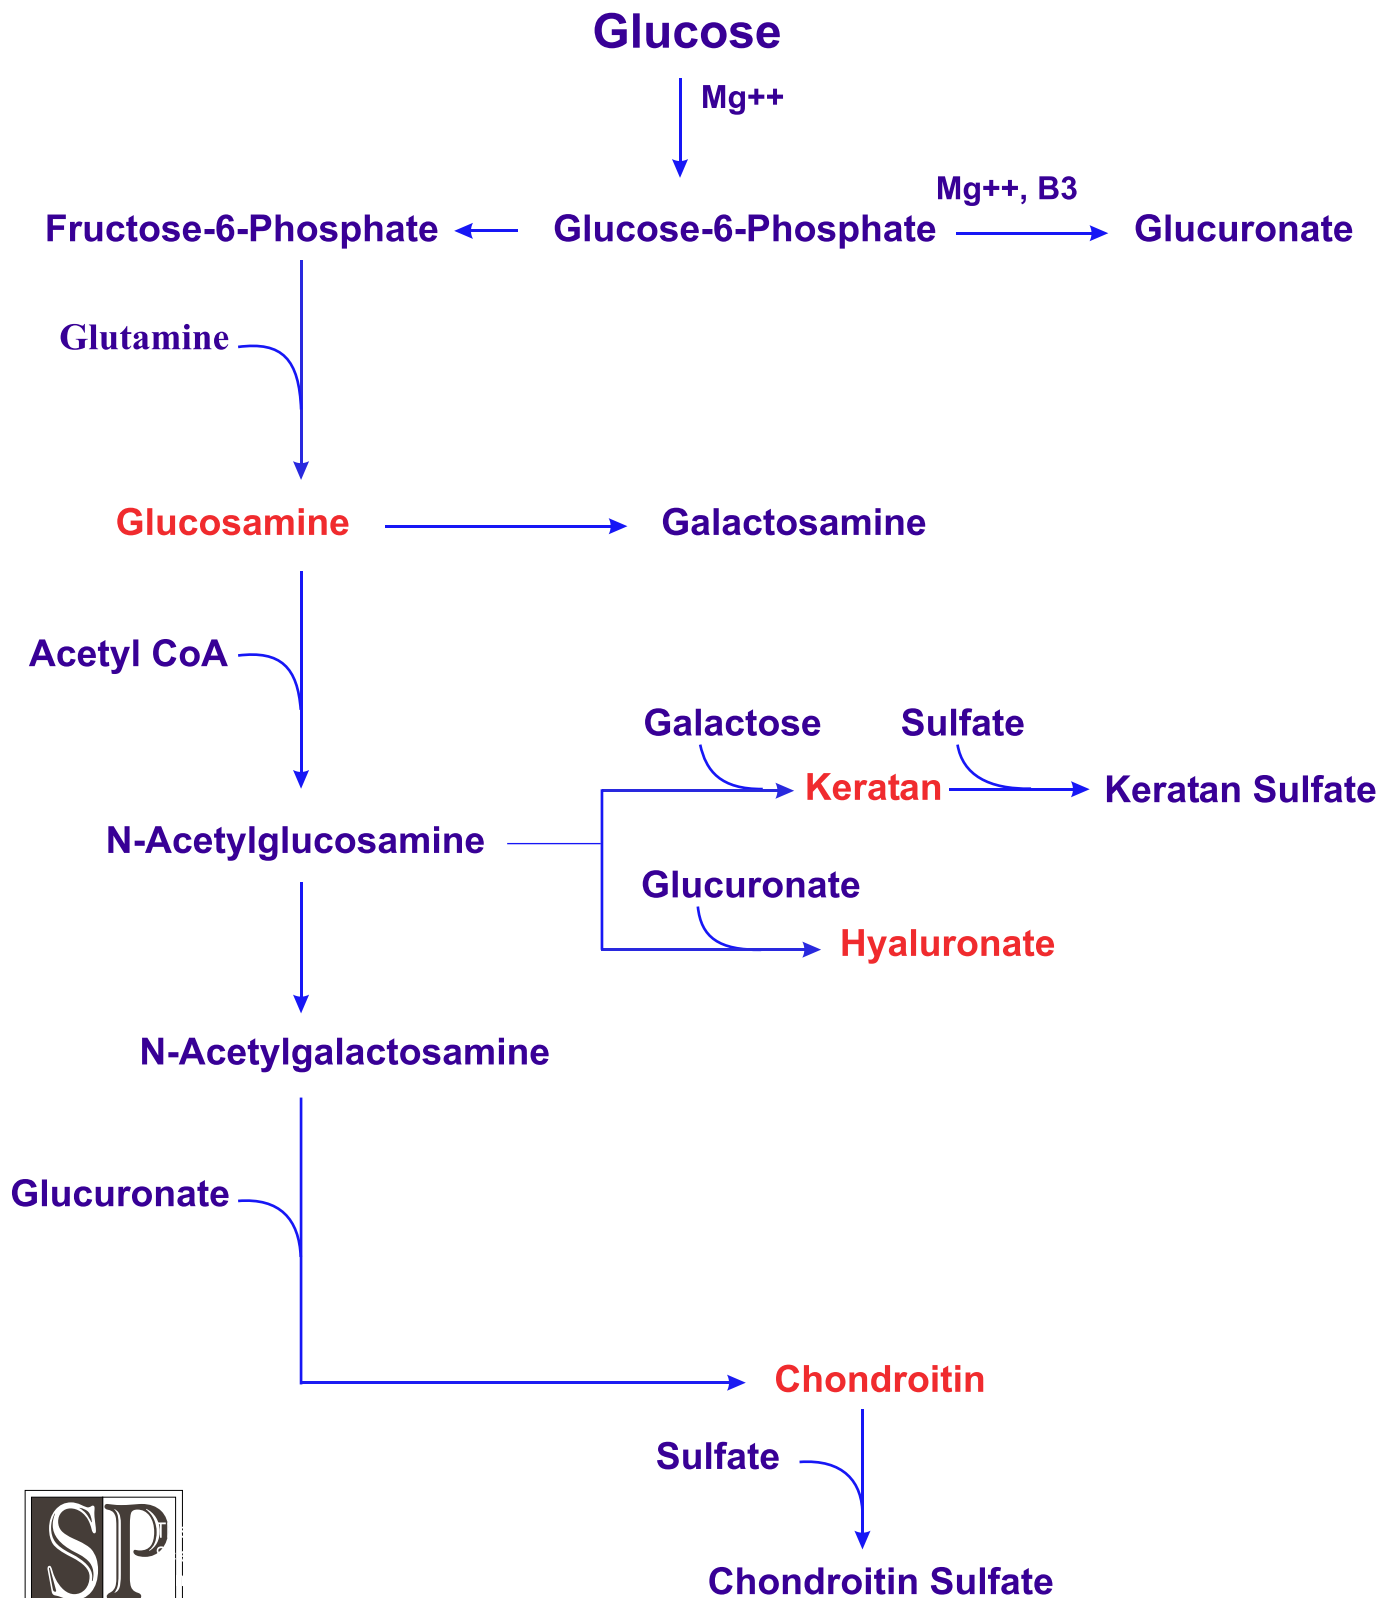 Glucose
Mg++
Mg++, B3
Fructose-6-Phosphate
Glucose-6-Phosphate
Glucuronate
Glutamine
Glucosamine
Galactosamine
Acetyl CoA
Galactose
Sulfate
Keratan
Keratan Sulfate
N-Acetylglucosamine
Glucuronate
Hyaluronate
N-Acetylgalactosamine
Glucuronate
Chondroitin
Sulfate
SP
Chondroitin Sulfate